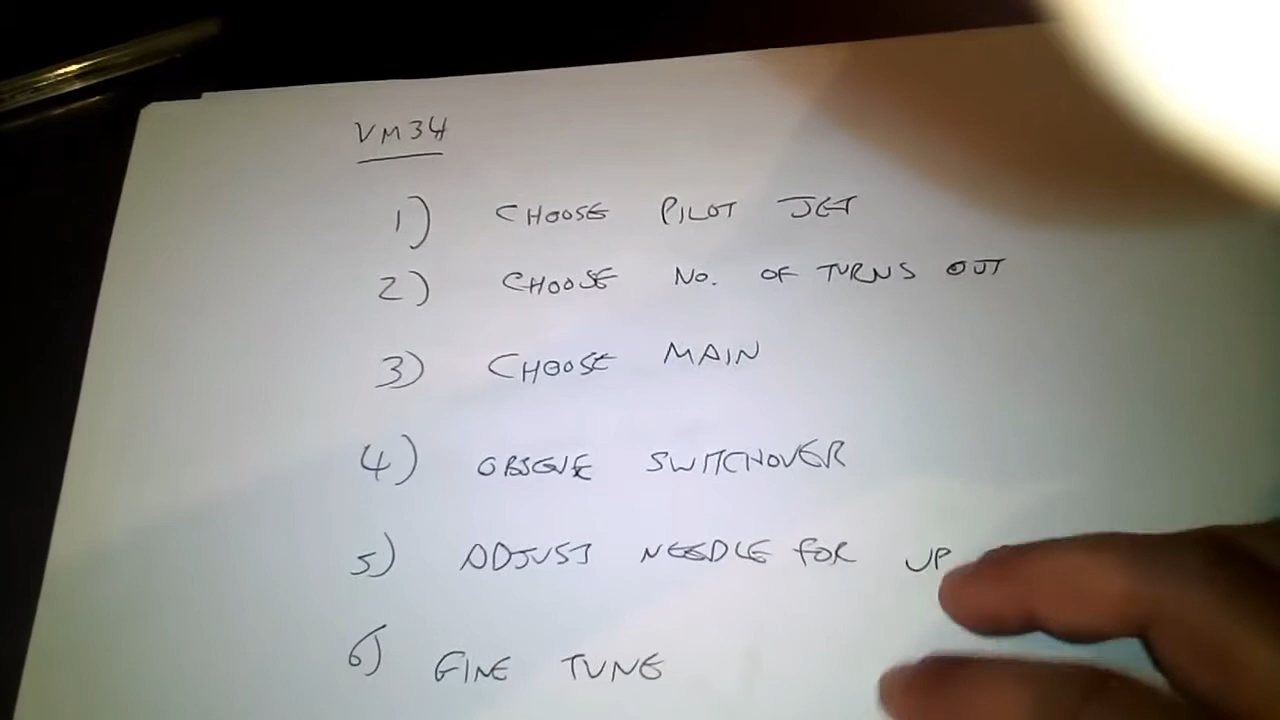 VM34
1) CHOOSE PILOT JET
2) CHOOSE No. OF TURNS OUT
3) CHOOSE MAIN
4) OBSERVE SWITCHOVER
5) ADJUST NEEDLE FOR UP
6) FINE TUNE